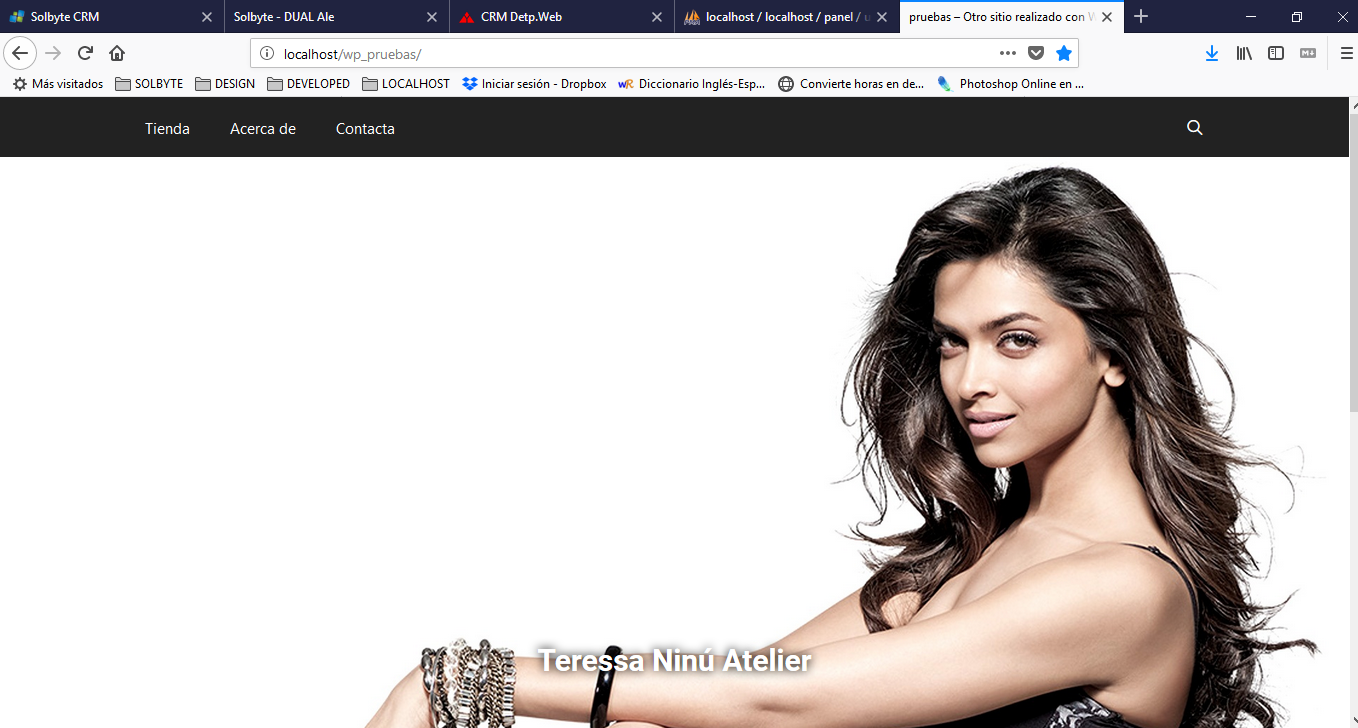 Solbyte CRM
Solbyte - DUAL Ale
CRM Detp.Web
localhost / localhost / panel / u
pruebas – Otro sitio realizado con W
localhost/wp_pruebas/
Más visitados
SOLBYTE
DESIGN
DEVELOPED
LOCALHOST
Iniciar sesión - Dropbox
Diccionario Inglés-Esp...
Convierte horas en de...
Photoshop Online en ...
Tienda
Acerca de
Contacta
Teressa Ninú Atelier